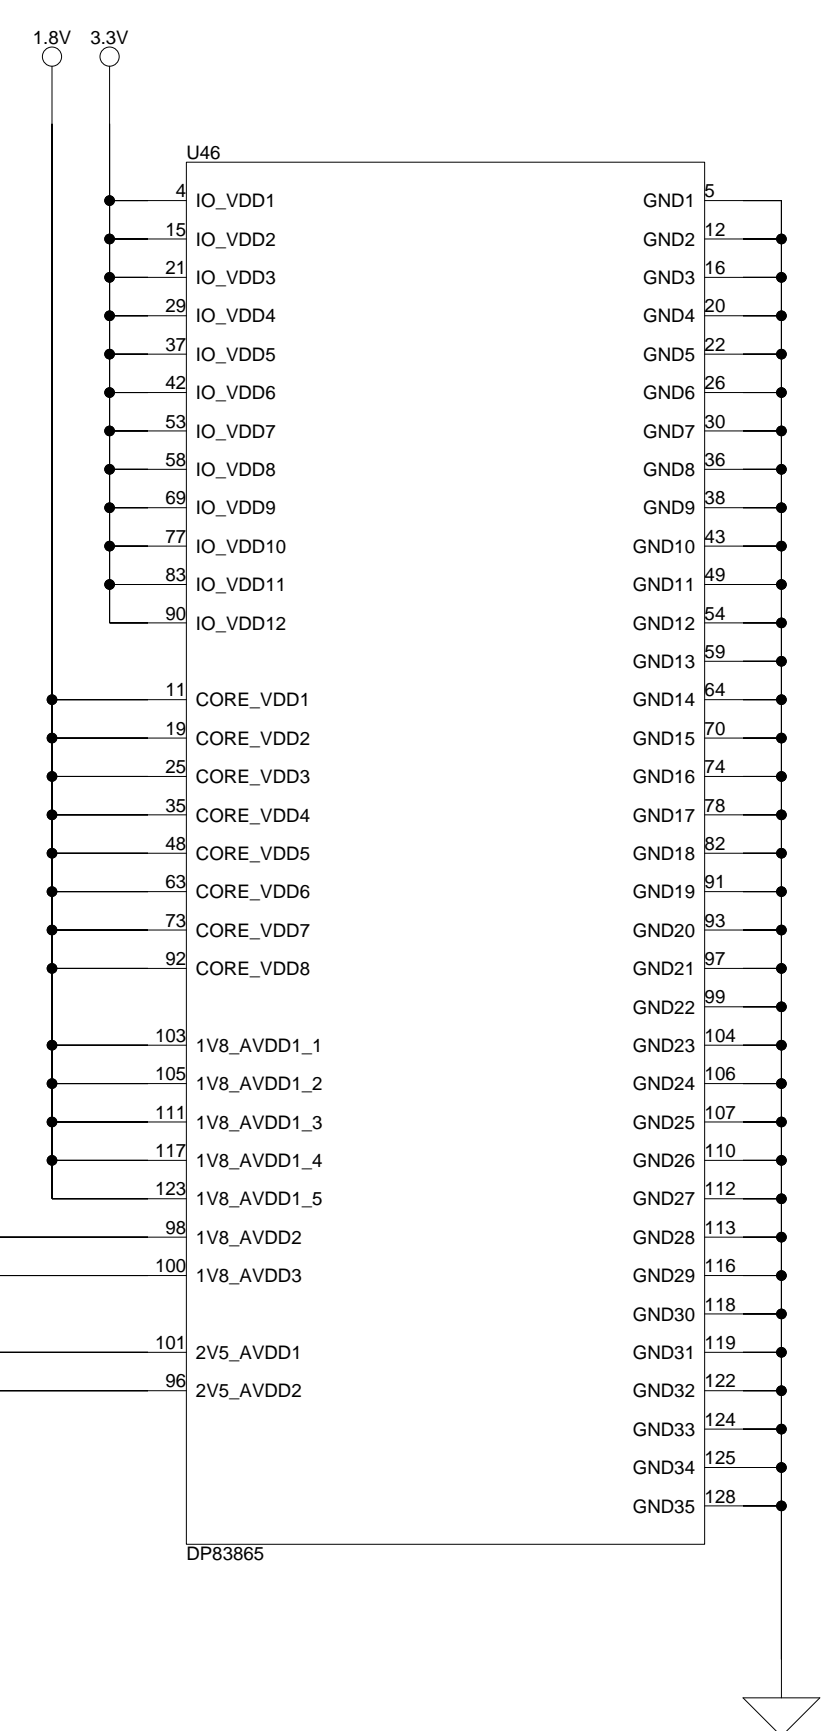 1.8V 3.3V
U46
4 IO_VDD1 GND1 5
15 IO_VDD2 GND2 12
21 IO_VDD3 GND3 16
29 IO_VDD4 GND4 20
37 IO_VDD5 GND5 22
42 IO_VDD6 GND6 26
53 IO_VDD7 GND7 30
58 IO_VDD8 GND8 36
69 IO_VDD9 GND9 38
77 IO_VDD10 GND10 43
83 IO_VDD11 GND11 49
90 IO_VDD12 GND12 54
GND13 59
11 CORE_VDD1 GND14 64
19 CORE_VDD2 GND15 70
25 CORE_VDD3 GND16 74
35 CORE_VDD4 GND17 78
48 CORE_VDD5 GND18 82
63 CORE_VDD6 GND19 91
73 CORE_VDD7 GND20 93
92 CORE_VDD8 GND21 97
GND22 99
103 1V8_AVDD1_1 GND23 104
105 1V8_AVDD1_2 GND24 106
111 1V8_AVDD1_3 GND25 107
117 1V8_AVDD1_4 GND26 110
123 1V8_AVDD1_5 GND27 112
98 1V8_AVDD2 GND28 113
100 1V8_AVDD3 GND29 116
GND30 118
101 2V5_AVDD1 GND31 119
96 2V5_AVDD2 GND32 122
GND33 124
GND34 125
GND35 128
DP83865